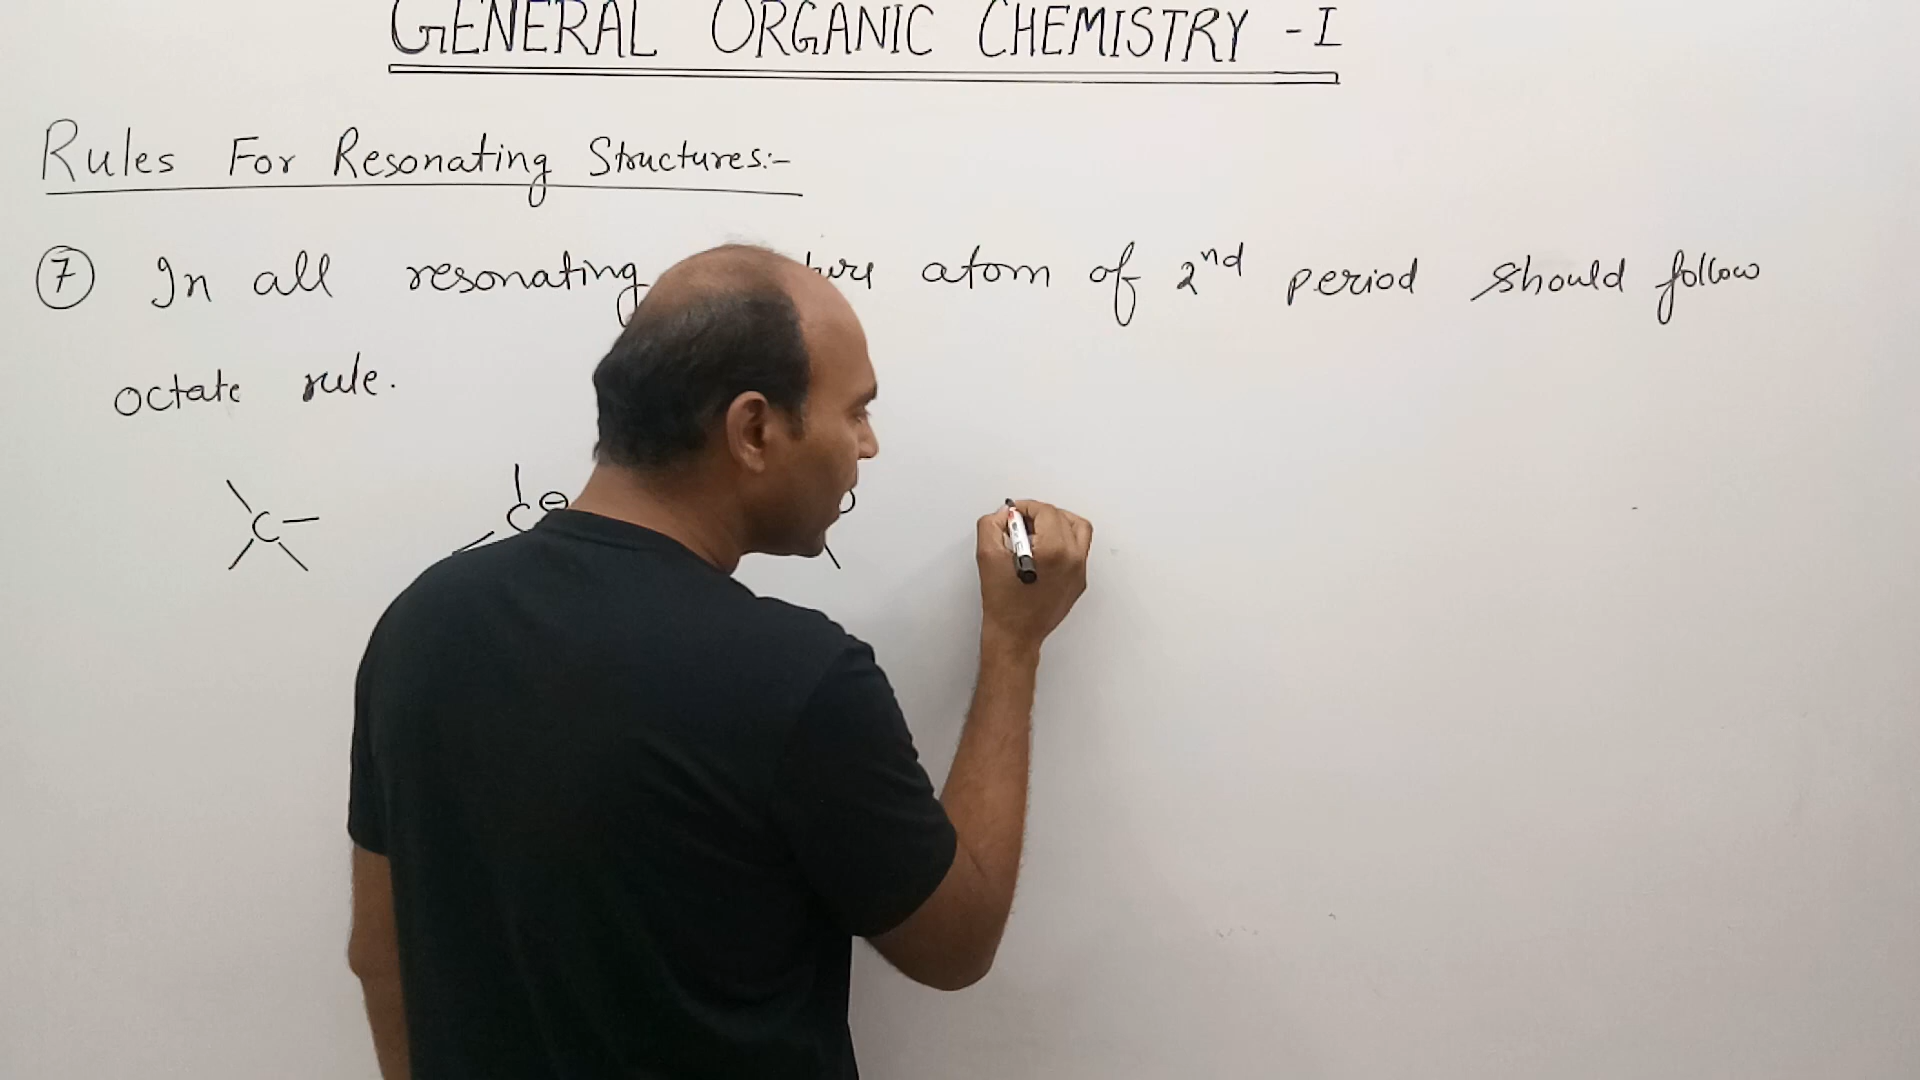 GENERAL ORGANIC CHEMISTRY - I
Rules For Resonating Structures:-
7 In all resonating atom of 2nd period should follow
octate rule.
C C ⊖